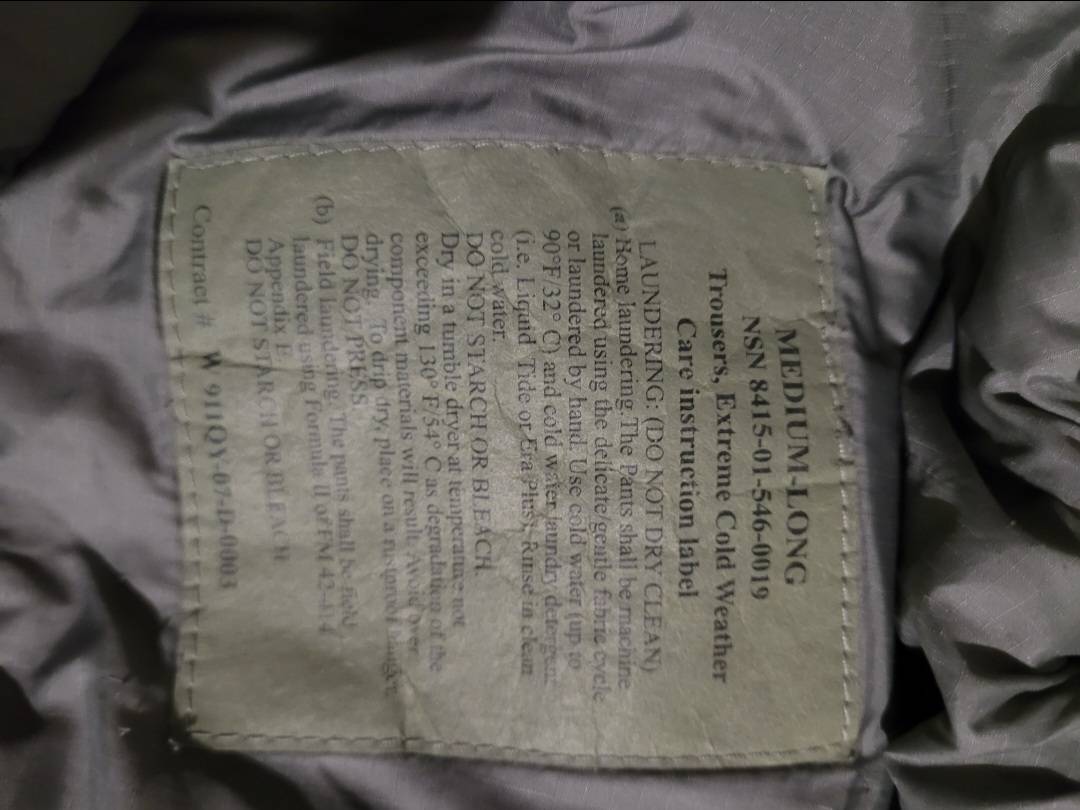 MEDIUM-LONG
NSN 8415-01-546-0019
Trousers, Extreme Cold Weather
Care instruction label
LAUNDERING: (DO NOT DRY CLEAN)
(a) Home laundering. The Pants shall be machine
laundered using the delicate/gentle fabric cycle
or laundered by hand. Use cold water (up to
90°F/32° C) and cold water laundry detergent
(i.e. Liquid Tide or Era Plus). Rinse in clean
cold water.
DO NOT STARCH OR BLEACH.
Dry in a tumble dryer at temperature not
exceeding 130° F/54° C as degradation of the
component materials will result. Avoid over
drying. To drip dry, place on a rustproof hanger.
DO NOT PRESS
(b) Field laundering. The pants shall be field
laundered using Formula II of FM
Appendix E
DO NOT STARCH OR BLEACH
Contract # W 911QY-07-D-0003